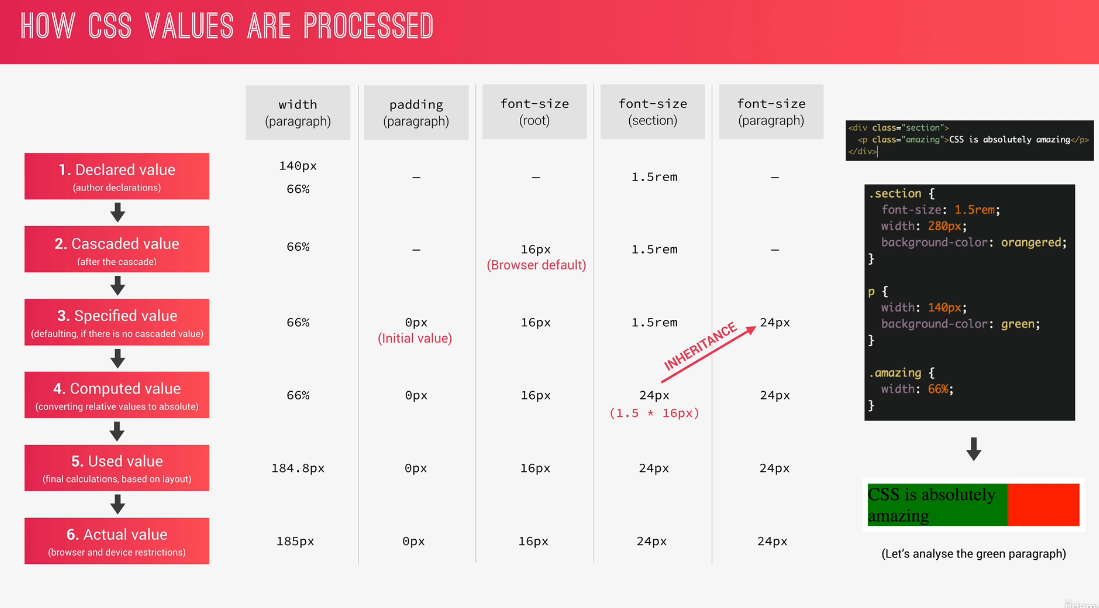 HOW CSS VALUES ARE PROCESSED
width
(paragraph)
padding
(paragraph)
font-size
(root)
font-size
(section)
font-size
(paragraph)
1. Declared value
(author declarations)
140px
66%
–
–
1.5rem
–
2. Cascaded value
(after the cascade)
66%
–
16px
(Browser default)
1.5rem
–
3. Specified value
(defaulting, if there is no cascaded value)
66%
0px
(Initial value)
16px
1.5rem
24px
INHERITANCE
4. Computed value
(converting relative values to absolute)
66%
0px
16px
24px
(1.5 * 16px)
24px
5. Used value
(final calculations, based on layout)
184.8px
0px
16px
24px
24px
6. Actual value
(browser and device restrictions)
185px
0px
16px
24px
24px
<div class="section">
<p class="amazing">CSS is absolutely amazing</p>
</div>
.section {
font-size: 1.5rem;
width: 280px;
background-color: orangered;
}
p {
width: 140px;
background-color: green;
}
.amazing {
width: 66%;
}
CSS is absolutely
amazing
(Let's analyse the green paragraph)